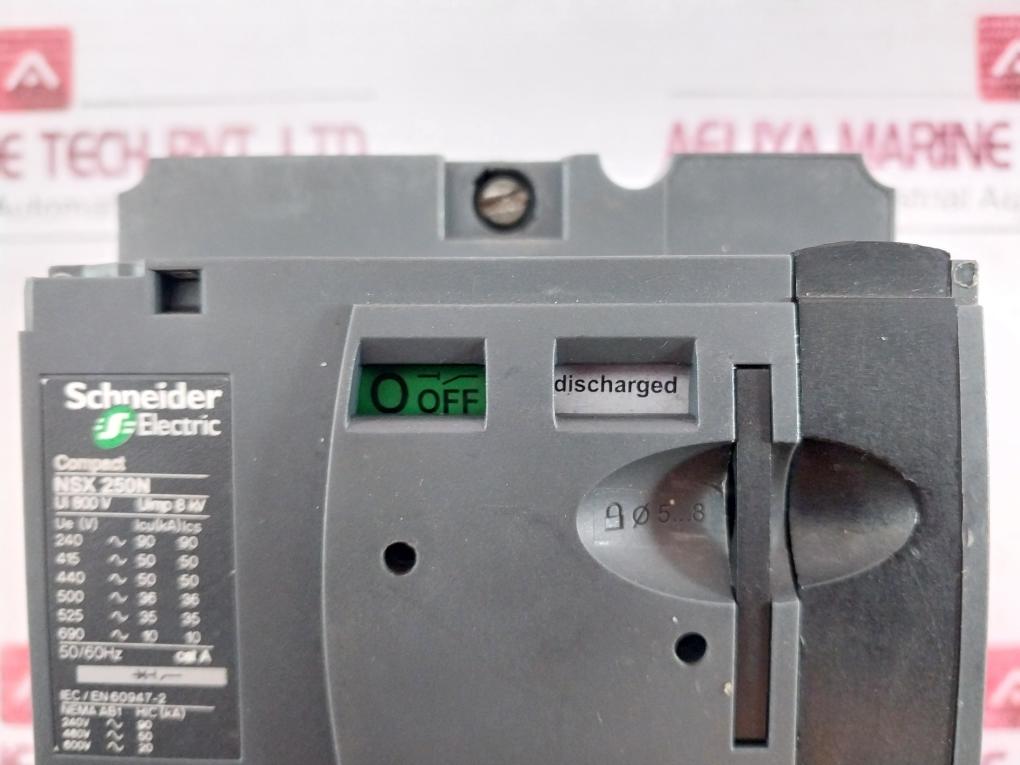 E TECH PVT. LTD
AELIYA MARINE
Automa
trial Au
Schneider
Electric
Compact
NSX 250N
Ui 800 V Uimp 8 kV
Ue (V) Icu(kA) Ics
240 ~ 90 90
415 ~ 50 50
440 ~ 50 50
500 ~ 36 36
525 ~ 35 35
690 ~ 10 10
50/60Hz cat A
IEC / EN 60947-2
NEMA AB1 HIC (kA)
240V ~ 90
480V ~ 50
600V ~ 20
O OFF
discharged
Ø 5...8